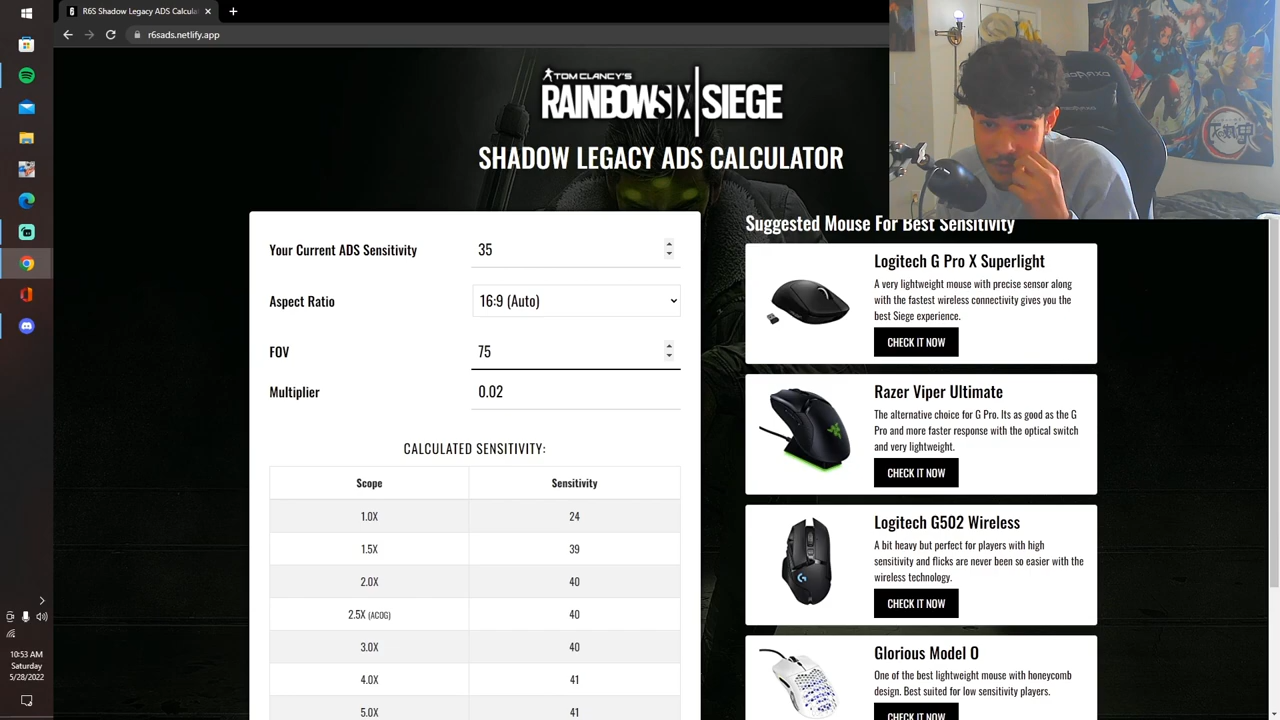 R6S Shadow Legacy ADS Calcula
r6sads.netlify.app
TOM CLANCY'S
RAINBOWSIX|SIEGE
SHADOW LEGACY ADS CALCULATOR
Your Current ADS Sensitivity
35
Aspect Ratio
16:9 (Auto)
FOV
75
Multiplier
0.02
CALCULATED SENSITIVITY:
Scope Sensitivity
1.0X 24
1.5X 39
2.0X 40
2.5X (ACOG) 40
3.0X 40
4.0X 41
5.0X 41
Suggested Mouse For Best Sensitivity
Logitech G Pro X Superlight
A very lightweight mouse with precise sensor along
with the fastest wireless connectivity gives you the
best Siege experience.
CHECK IT NOW
Razer Viper Ultimate
The alternative choice for G Pro. Its as good as the G
Pro and more faster response with the optical switch
and very lightweight.
CHECK IT NOW
Logitech G502 Wireless
A bit heavy but perfect for players with high
sensitivity and flicks are never been so easier with the
wireless technology.
CHECK IT NOW
Glorious Model O
One of the best lightweight mouse with honeycomb
design. Best suited for low sensitivity players.
CHECK IT NOW
10:53 AM
Saturday
5/28/2022